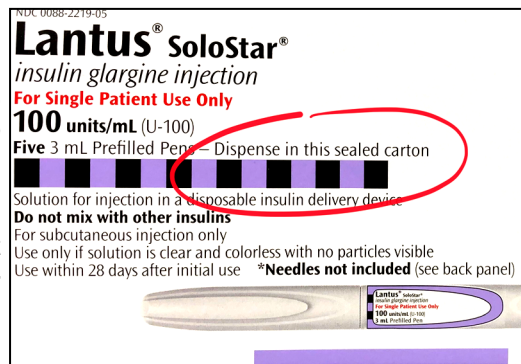 NDC 0088-2219-05
Lantus® SoloStar®
insulin glargine injection
For Single Patient Use Only
100 units/mL (U-100)
Five 3 mL Prefilled Pens – Dispense in this sealed carton
Solution for injection in a disposable insulin delivery device
Do not mix with other insulins
For subcutaneous injection only
Use only if solution is clear and colorless with no particles visible
Use within 28 days after initial use *Needles not included (see back panel)
Lantus® SoloStar®
insulin glargine injection
For Single Patient Use Only
100 units/mL (U-100)
3 mL Prefilled Pen